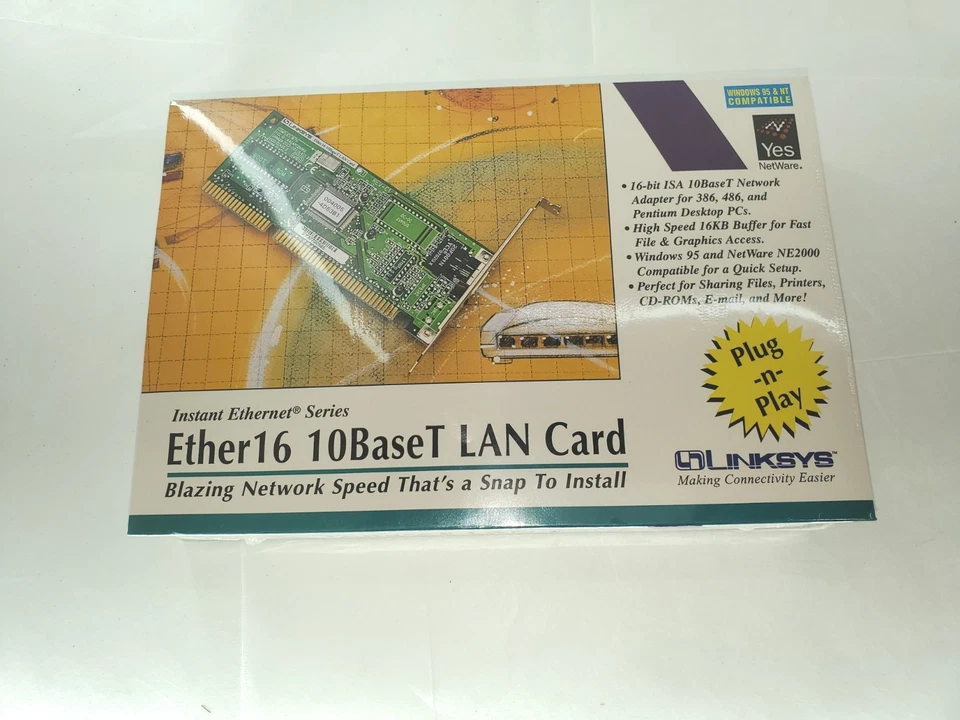 WINDOWS 95 & NT
COMPATIBLE
N
Yes
NetWare®
• 16-bit ISA 10BaseT Network
Adapter for 386, 486, and
Pentium Desktop PCs.
• High Speed 16KB Buffer for Fast
File & Graphics Access.
• Windows 95 and NetWare NE2000
Compatible for a Quick Setup.
• Perfect for Sharing Files, Printers,
CD-ROMs, E-mail, and More!
LINKSYS
004005
Plug
-n-
Play
Instant Ethernet® Series
Ether16 10BaseT LAN Card
Blazing Network Speed That's a Snap To Install
LINKSYS™
Making Connectivity Easier